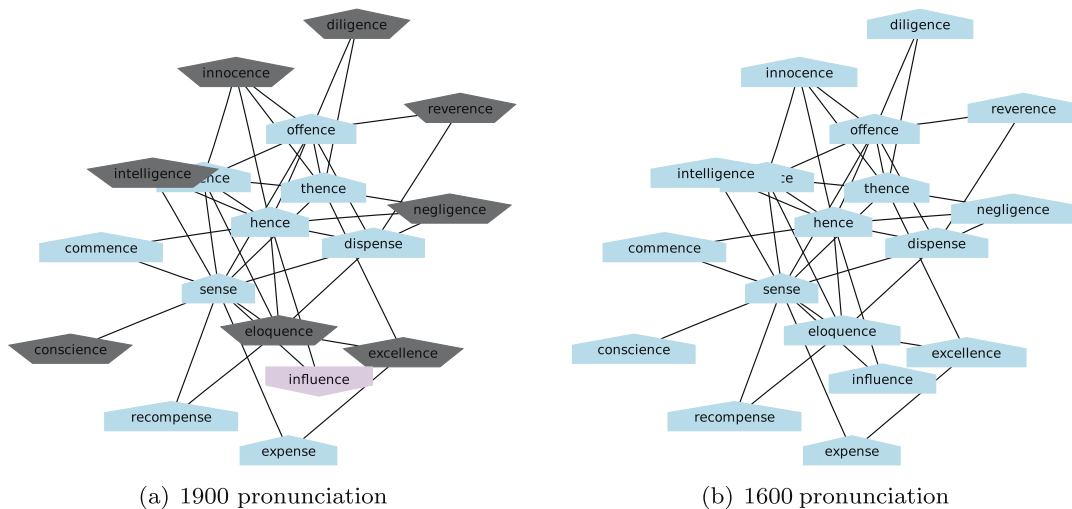 diligence
innocence
reverence
offence
intelligence
thence
negligence
hence
commence
dispense
sense
eloquence
conscience
excellence
influence
recompense
expense
(a) 1900 pronunciation
diligence
innocence
reverence
offence
intelligence
thence
negligence
hence
commence
dispense
sense
eloquence
conscience
excellence
influence
recompense
expense
(b) 1600 pronunciation